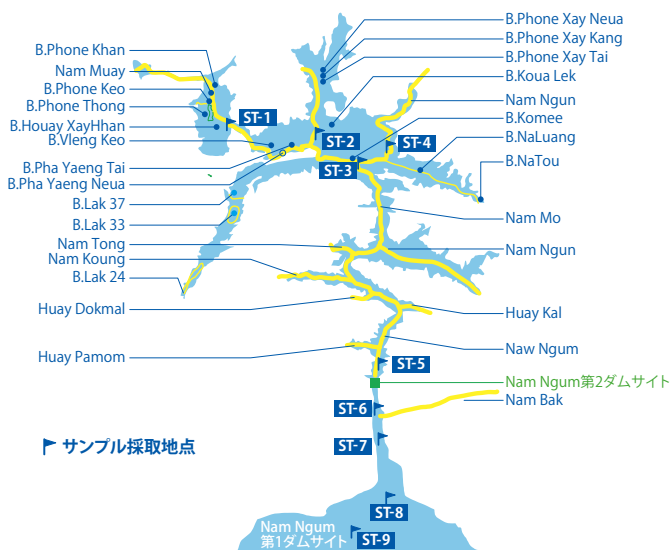 B.Phone Khan
Nam Muay
B.Phone Keo
B.Phone Thong
B.Houay XayHhan
B.Vleng Keo
B.Pha Yaeng Tai
B.Pha Yaeng Neua
B.Lak 37
B.Lak 33
Nam Tong
Nam Koung
B.Lak 24
Huay Dokmal
Huay Pamom
B.Phone Xay Neua
B.Phone Xay Kang
B.Phone Xay Tai
B.Koua Lek
Nam Ngun
B.Komee
B.NaLuang
B.NaTou
Nam Mo
Nam Ngun
Huay Kal
Naw Ngum
Nam Ngum第2ダムサイト
Nam Bak
ST-1
ST-2
ST-3
ST-4
ST-5
ST-6
ST-7
ST-8
ST-9
サンプル採取地点
Nam Ngum
第1ダムサイト